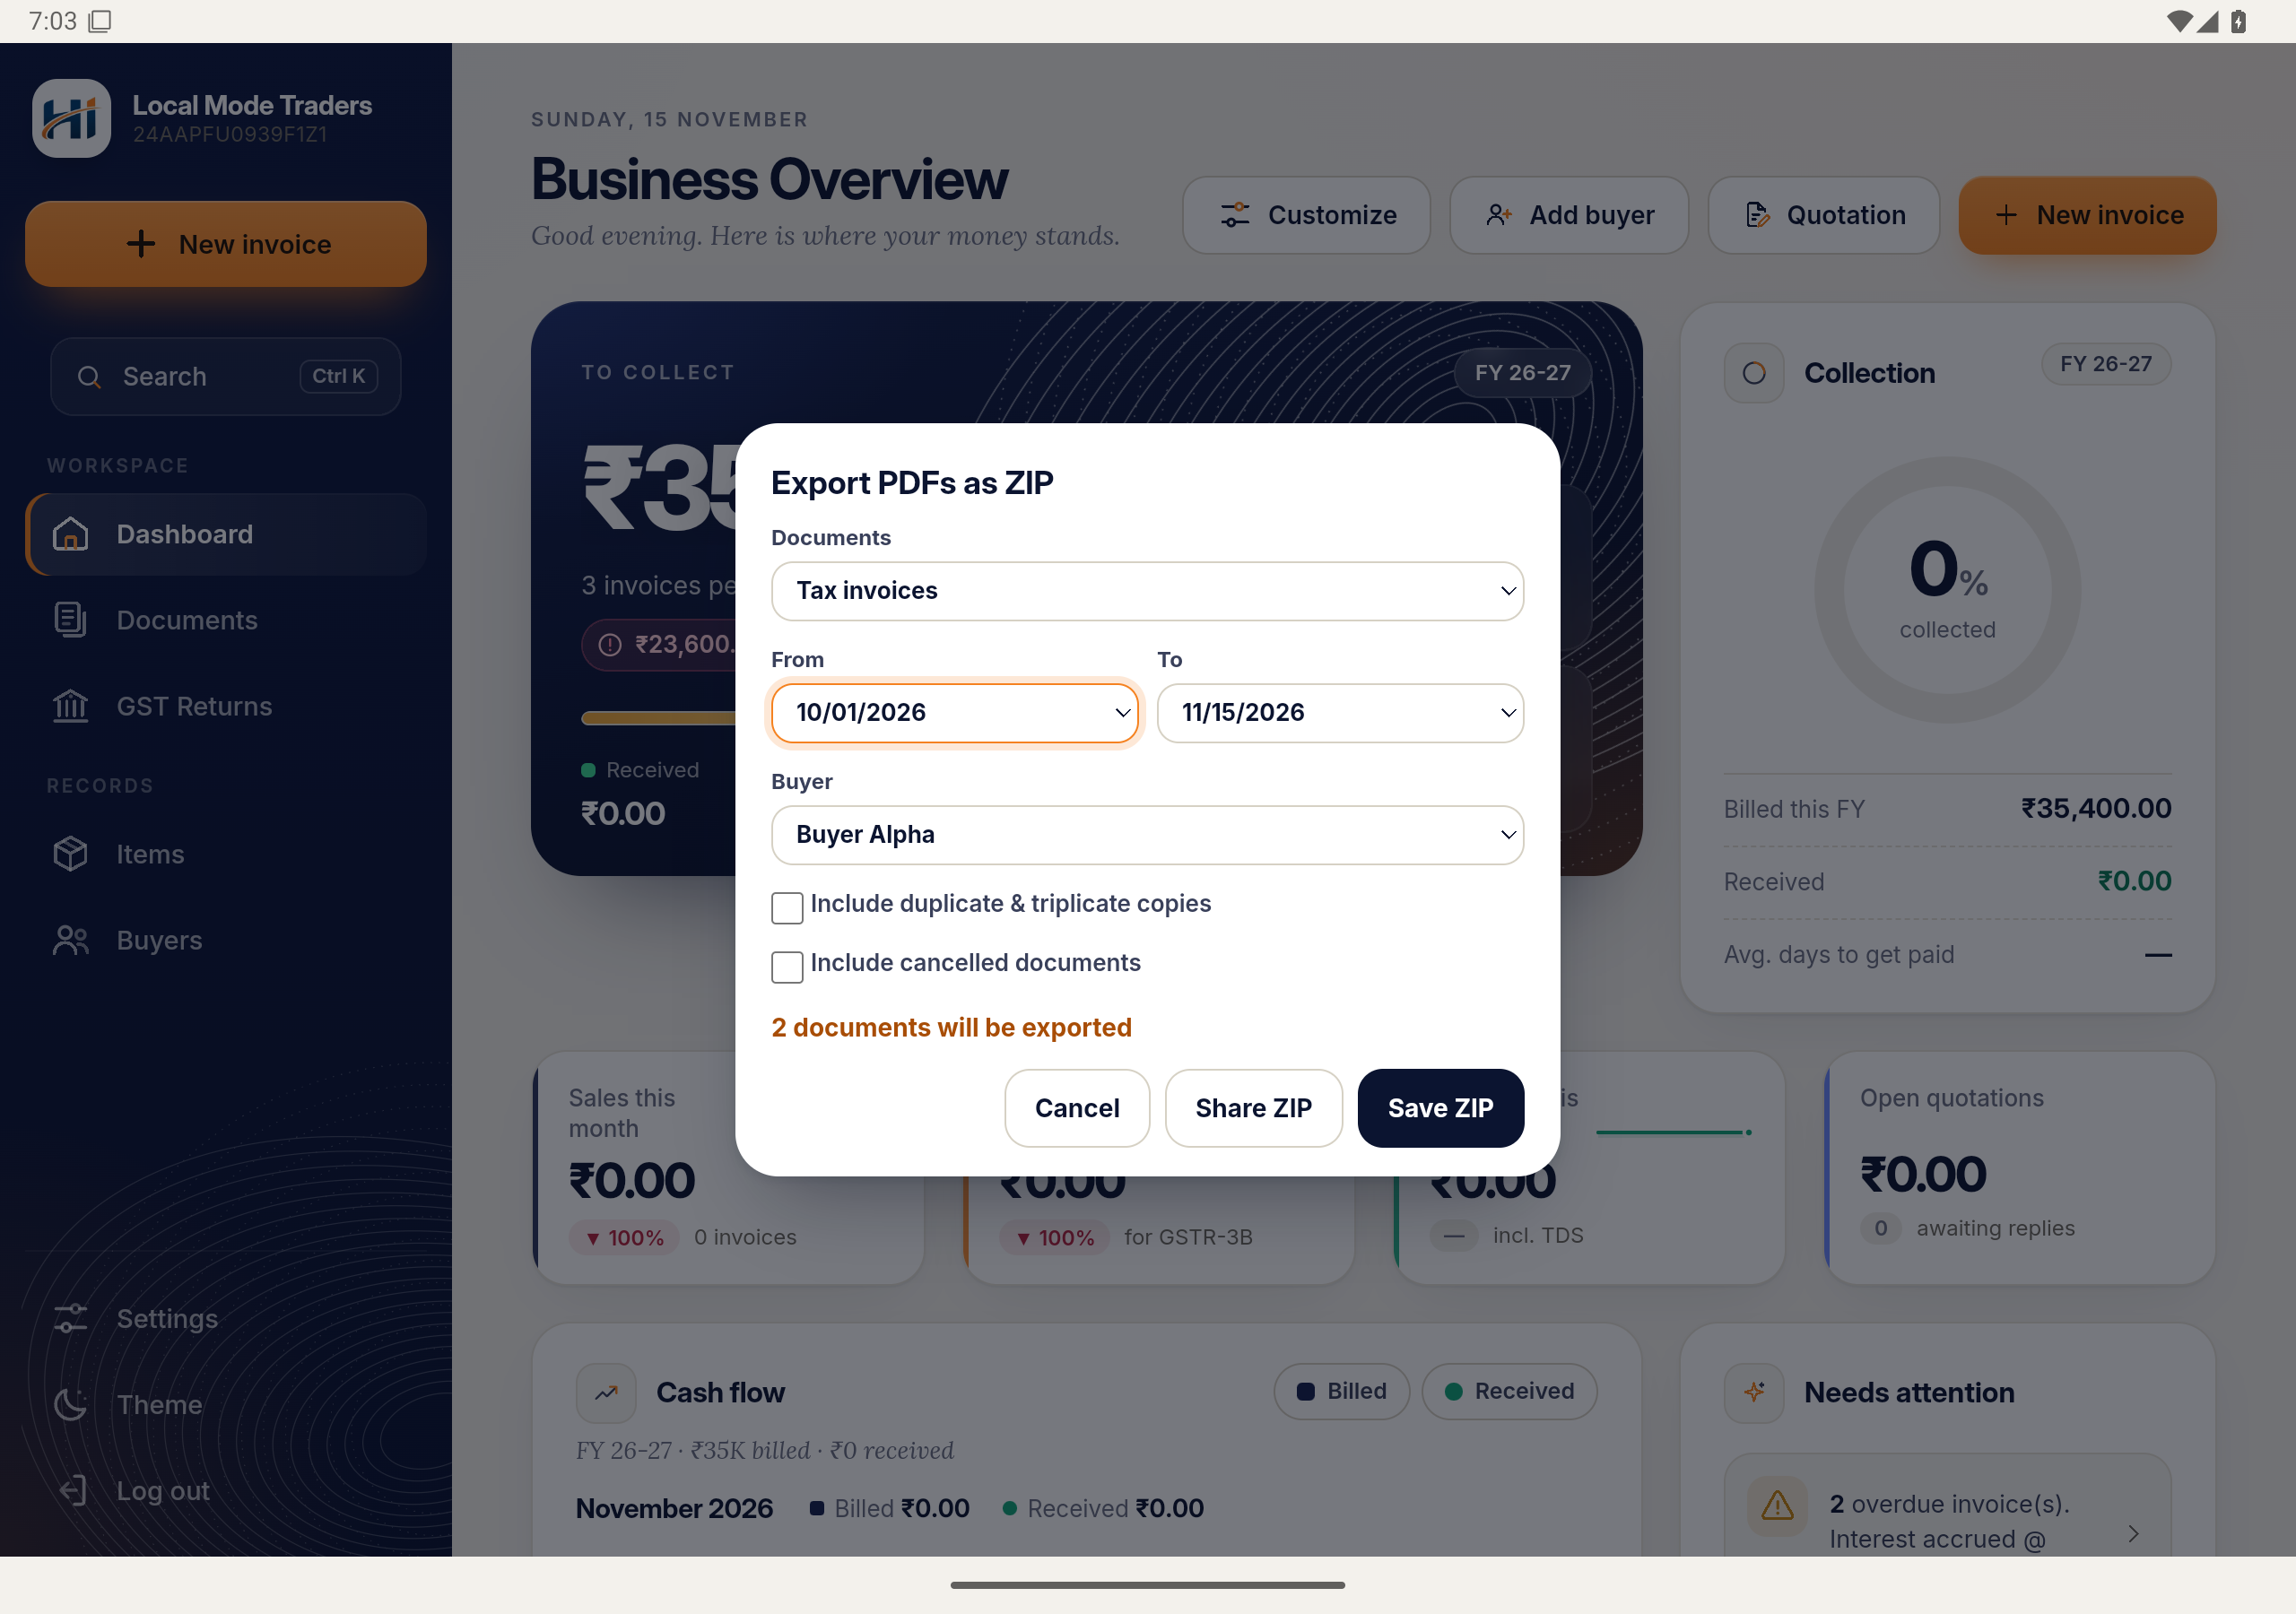 7:03
Local Mode Traders
24AAPFU0939F1Z1
New invoice
Search
Ctrl K
WORKSPACE
Dashboard
Documents
GST Returns
RECORDS
Items
Buyers
Settings
Theme
Log out
SUNDAY, 15 NOVEMBER
Business Overview
Good evening. Here is where your money stands.
Customize
Add buyer
Quotation
New invoice
TO COLLECT
FY 26-27
₹35
3 invoices pe
₹23,600.
Received
₹0.00
Collection
FY 26-27
0%
collected
Billed this FY
₹35,400.00
Received
₹0.00
Avg. days to get paid
—
Export PDFs as ZIP
Documents
Tax invoices
From
To
10/01/2026
11/15/2026
Buyer
Buyer Alpha
Include duplicate & triplicate copies
Include cancelled documents
2 documents will be exported
Cancel
Share ZIP
Save ZIP
Sales this
month
₹0.00
▼ 100%
0 invoices
₹0.00
▼ 100%
for GSTR-3B
is
₹0.00
—
incl. TDS
Open quotations
₹0.00
0
awaiting replies
Cash flow
Billed
Received
FY 26-27 · ₹35K billed · ₹0 received
November 2026
Billed ₹0.00
Received ₹0.00
Needs attention
2 overdue invoice(s).
Interest accrued @